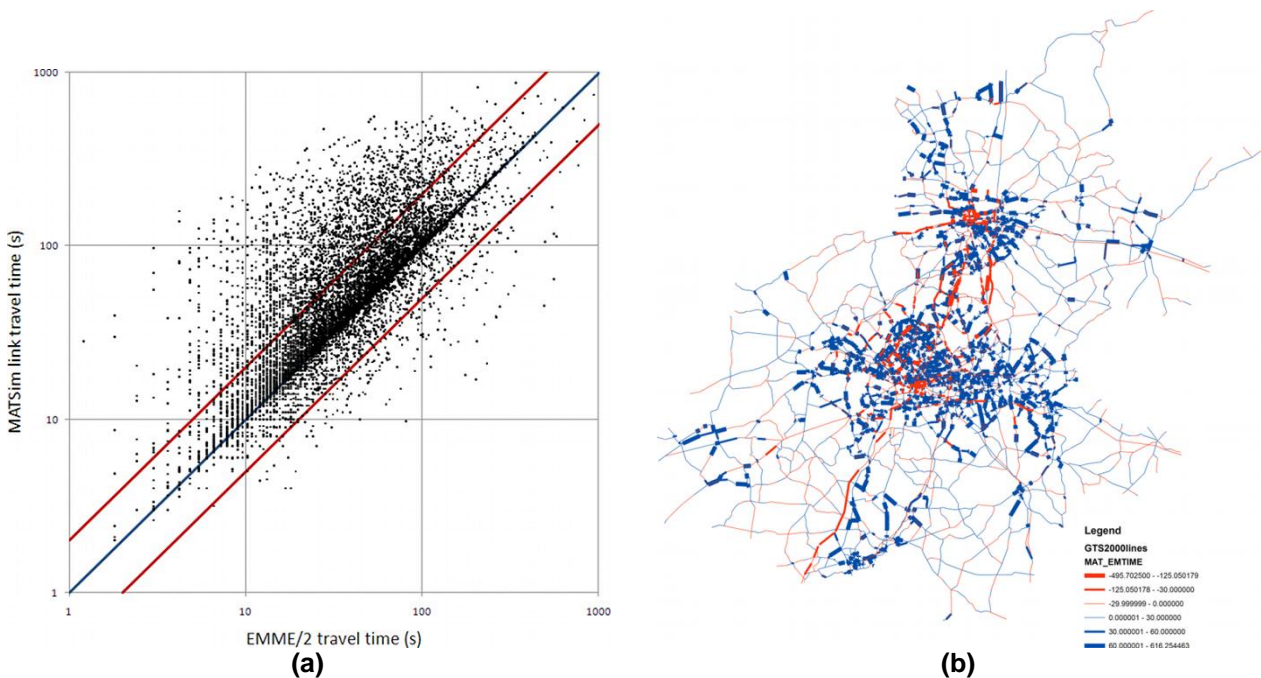 1000
100
10
1
1
10
100
1000
MATSim link travel time (s)
EMME/2 travel time (s)
(a)
Legend
GTS2000lines
MAT_EMTIME
-495.702500 - -125.050179
-125.050178 - -30.000000
-29.999999 - 0.000000
0.000001 - 30.000000
30.000001 - 60.000000
60.000001 - 616.254463
(b)